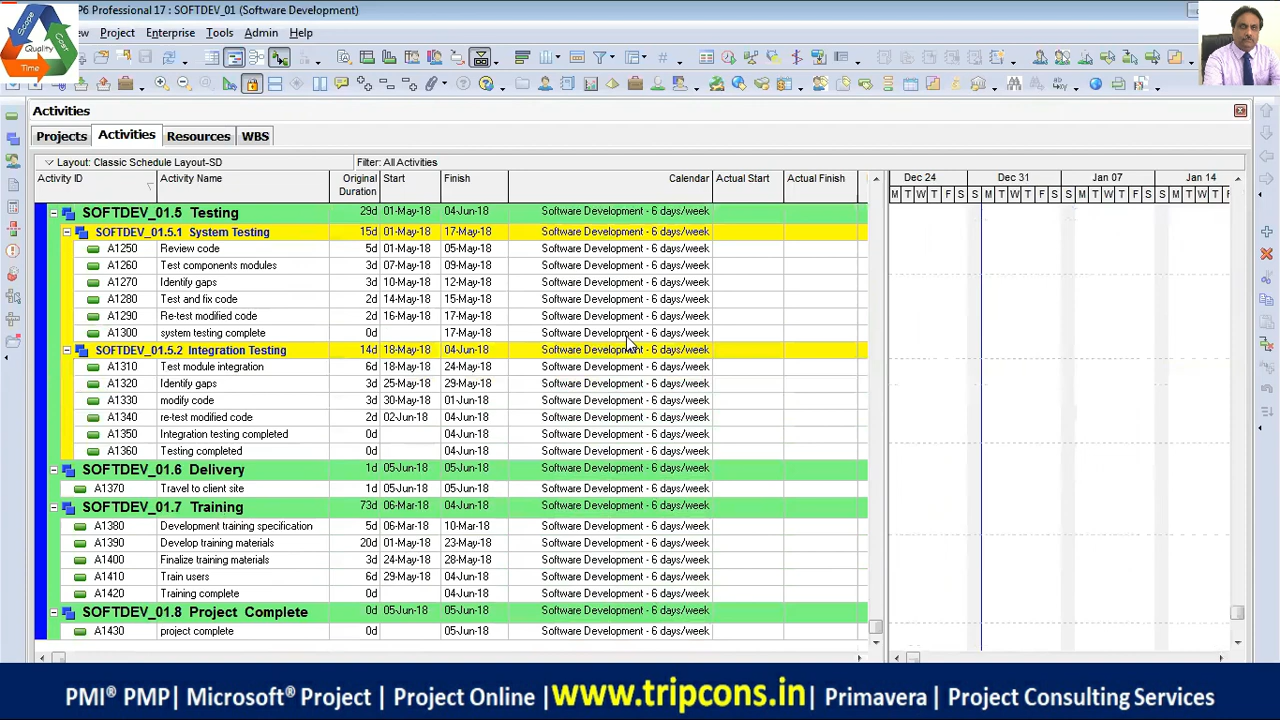 P6 Professional 17 : SOFTDEV_01 (Software Development)
Scope
Quality
Cost
Time
Project Enterprise Tools Admin Help
Activities
Projects Activities Resources WBS
Layout: Classic Schedule Layout-SD Filter: All Activities
Activity ID Activity Name Original Duration Start Finish Calendar Actual Start Actual Finish Dec 24 Dec 31 Jan 07 Jan 14
M T W T F S S M T W T F S S M T W T F S S M T W T F
SOFTDEV_01.5 Testing 29d 01-May-18 04-Jun-18 Software Development - 6 days/week
SOFTDEV_01.5.1 System Testing 15d 01-May-18 17-May-18 Software Development - 6 days/week
A1250 Review code 5d 01-May-18 05-May-18 Software Development - 6 days/week
A1260 Test components modules 3d 07-May-18 09-May-18 Software Development - 6 days/week
A1270 Identify gaps 3d 10-May-18 12-May-18 Software Development - 6 days/week
A1280 Test and fix code 2d 14-May-18 15-May-18 Software Development - 6 days/week
A1290 Re-test modified code 2d 16-May-18 17-May-18 Software Development - 6 days/week
A1300 system testing complete 0d 17-May-18 Software Development - 6 days/week
SOFTDEV_01.5.2 Integration Testing 14d 18-May-18 04-Jun-18 Software Development - 6 days/week
A1310 Test module integration 6d 18-May-18 24-May-18 Software Development - 6 days/week
A1320 Identify gaps 3d 25-May-18 29-May-18 Software Development - 6 days/week
A1330 modify code 3d 30-May-18 01-Jun-18 Software Development - 6 days/week
A1340 re-test modified code 2d 02-Jun-18 04-Jun-18 Software Development - 6 days/week
A1350 Integration testing completed 0d 04-Jun-18 Software Development - 6 days/week
A1360 Testing completed 0d 04-Jun-18 Software Development - 6 days/week
SOFTDEV_01.6 Delivery 1d 05-Jun-18 05-Jun-18 Software Development - 6 days/week
A1370 Travel to client site 1d 05-Jun-18 05-Jun-18 Software Development - 6 days/week
SOFTDEV_01.7 Training 73d 06-Mar-18 04-Jun-18 Software Development - 6 days/week
A1380 Development training specification 5d 06-Mar-18 10-Mar-18 Software Development - 6 days/week
A1390 Develop training materials 20d 01-May-18 23-May-18 Software Development - 6 days/week
A1400 Finalize training materials 3d 24-May-18 28-May-18 Software Development - 6 days/week
A1410 Train users 6d 29-May-18 04-Jun-18 Software Development - 6 days/week
A1420 Training complete 0d 04-Jun-18 Software Development - 6 days/week
SOFTDEV_01.8 Project Complete 0d 05-Jun-18 05-Jun-18 Software Development - 6 days/week
A1430 project complete 0d 05-Jun-18 Software Development - 6 days/week
PMI® PMP| Microsoft® Project | Project Online |www.tripcons.in| Primavera | Project Consulting Services